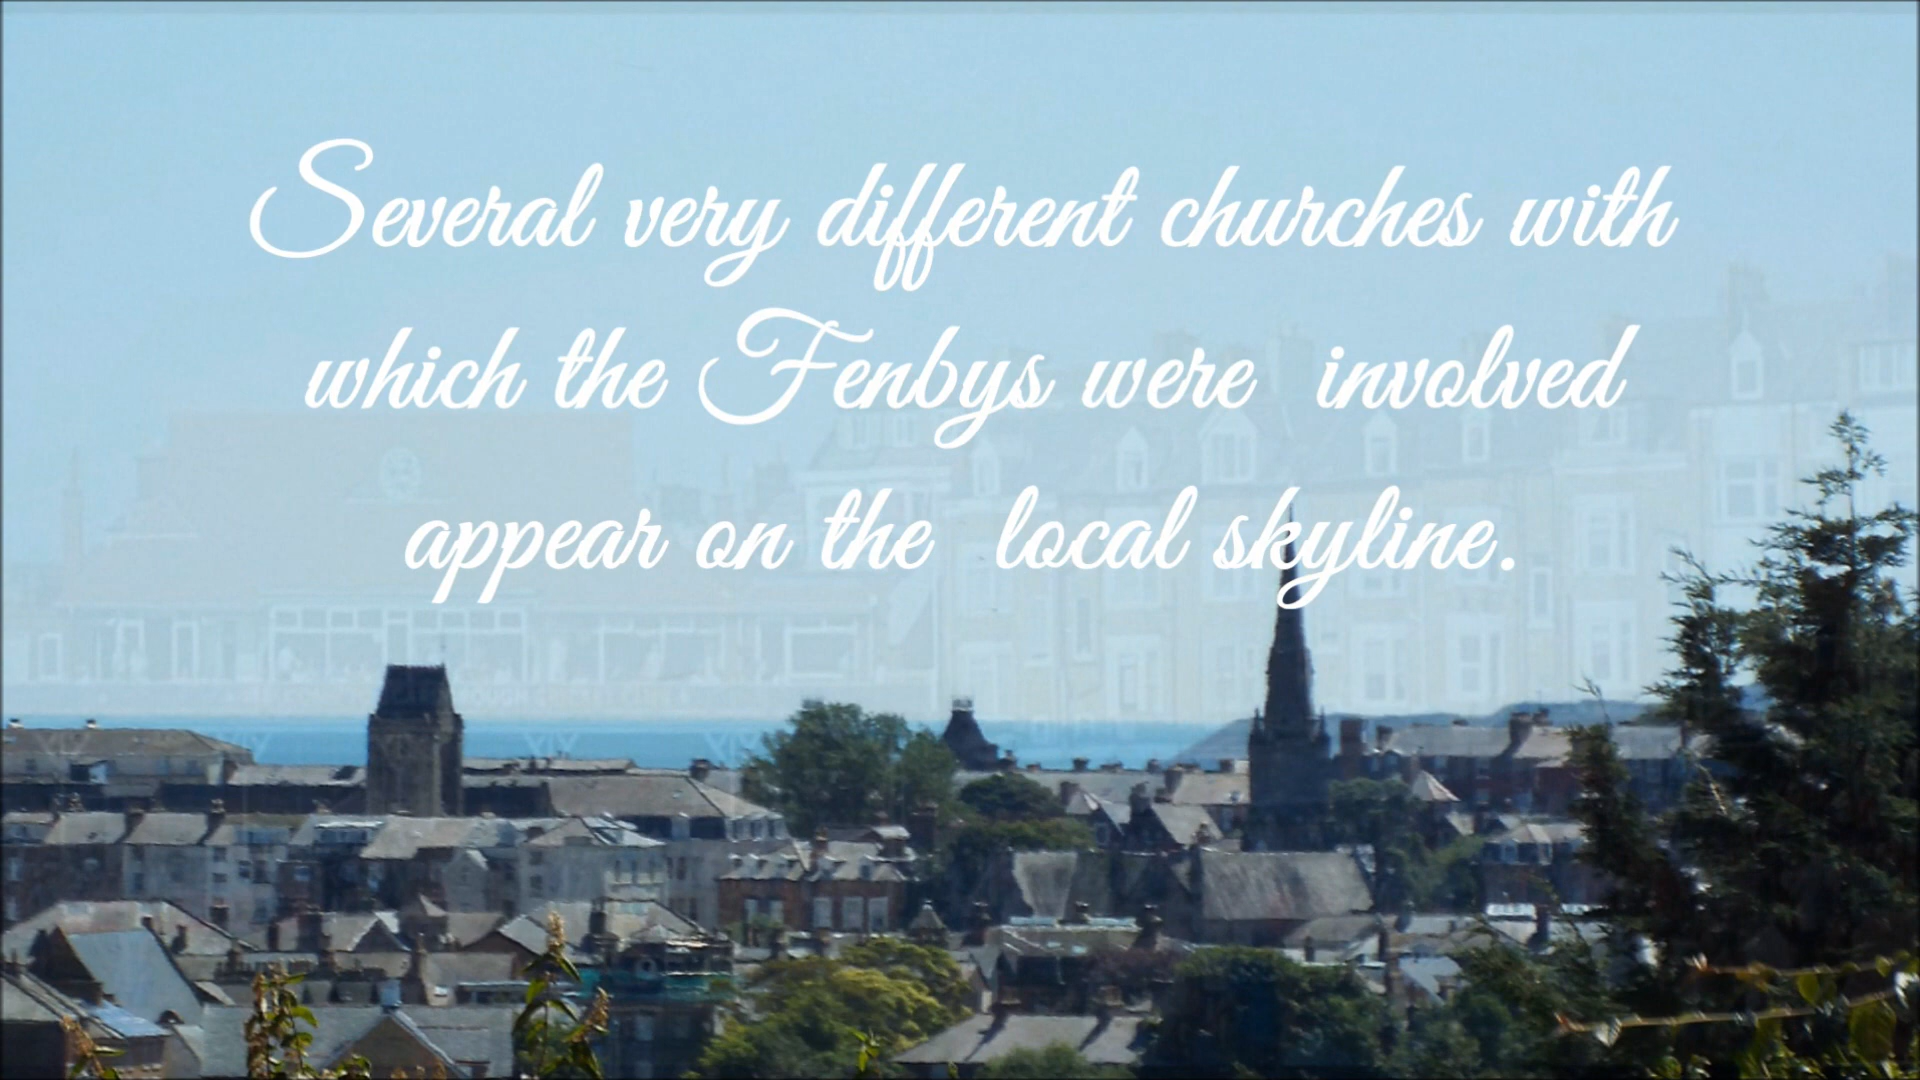 Several very different churches with
which the Fenbys were involved
appear on the local skyline.